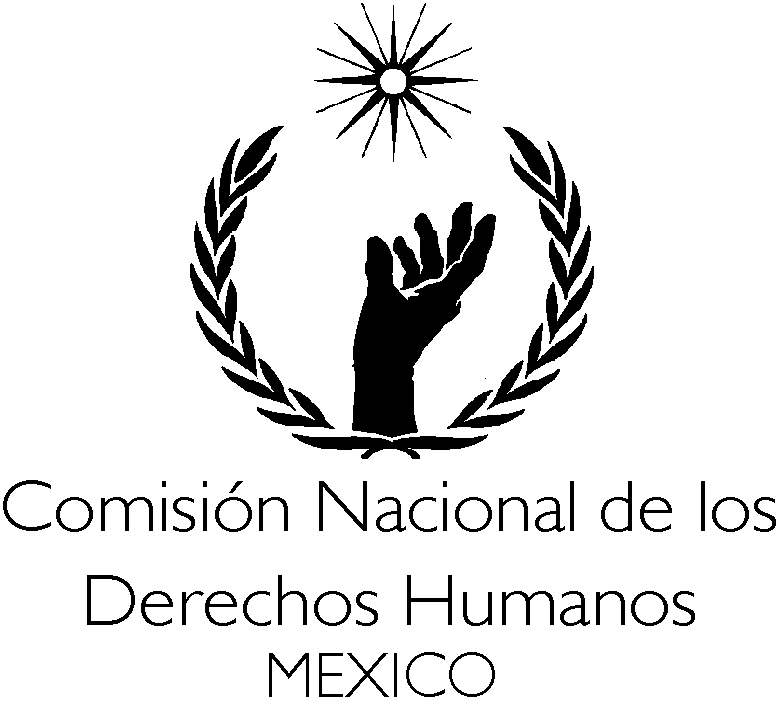 Comisión Nacional de los
Derechos Humanos
MEXICO